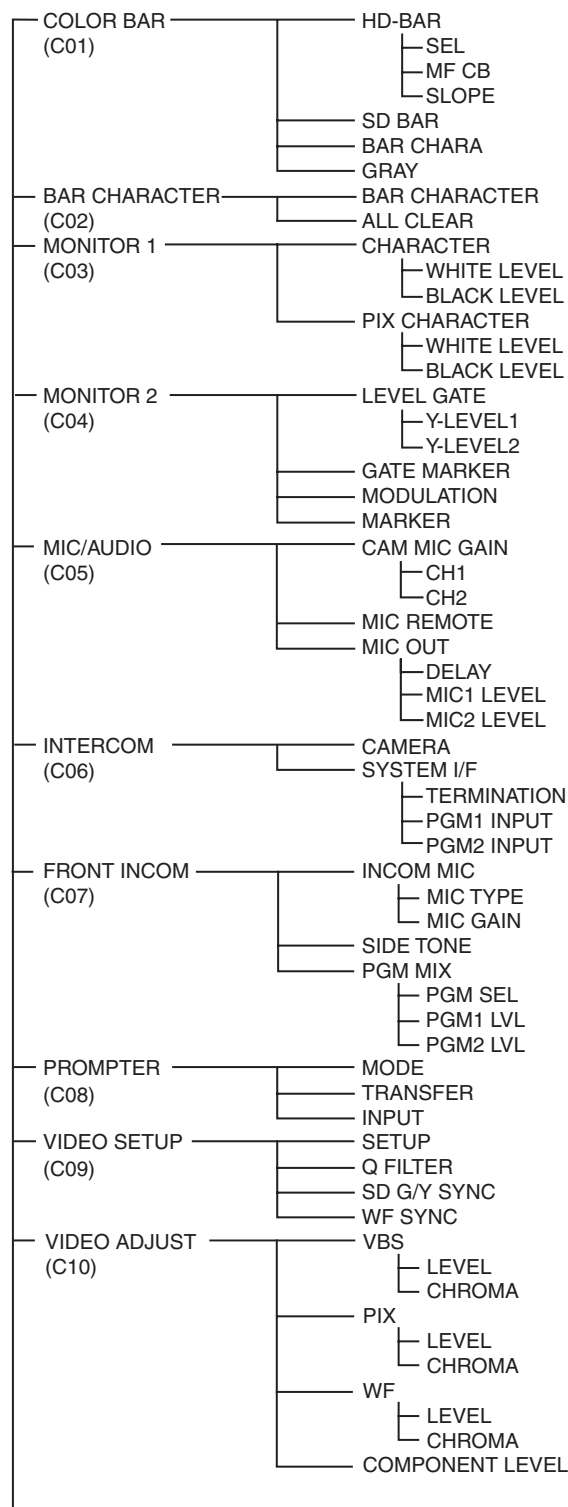 COLOR BAR HD-BAR
(C01) SEL
MF CB
SLOPE
SD BAR
BAR CHARA
GRAY
BAR CHARACTER BAR CHARACTER
(C02) ALL CLEAR
MONITOR 1 CHARACTER
(C03) WHITE LEVEL
BLACK LEVEL
PIX CHARACTER
WHITE LEVEL
BLACK LEVEL
MONITOR 2 LEVEL GATE
(C04) Y-LEVEL1
Y-LEVEL2
GATE MARKER
MODULATION
MARKER
MIC/AUDIO CAM MIC GAIN
(C05) CH1
CH2
MIC REMOTE
MIC OUT
DELAY
MIC1 LEVEL
MIC2 LEVEL
INTERCOM CAMERA
(C06) SYSTEM I/F
TERMINATION
PGM1 INPUT
PGM2 INPUT
FRONT INCOM INCOM MIC
(C07) MIC TYPE
MIC GAIN
SIDE TONE
PGM MIX
PGM SEL
PGM1 LVL
PGM2 LVL
PROMPTER MODE
(C08) TRANSFER
INPUT
VIDEO SETUP SETUP
(C09) Q FILTER
SD G/Y SYNC
WF SYNC
VIDEO ADJUST VBS
(C10) LEVEL
CHROMA
PIX
LEVEL
CHROMA
WF
LEVEL
CHROMA
COMPONENT LEVEL